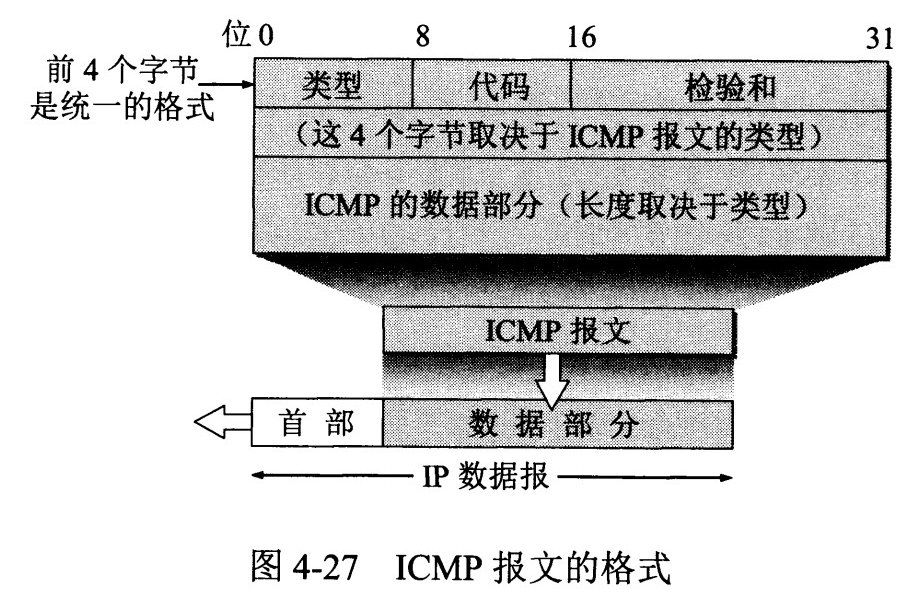 位 0 8 16 31
前 4 个字节
是统一的格式
类型 代码 检验和
（这 4 个字节取决于 ICMP 报文的类型）
ICMP 的数据部分（长度取决于类型）
ICMP 报文
首 部 数 据 部 分
IP 数据报
图 4-27 ICMP 报文的格式